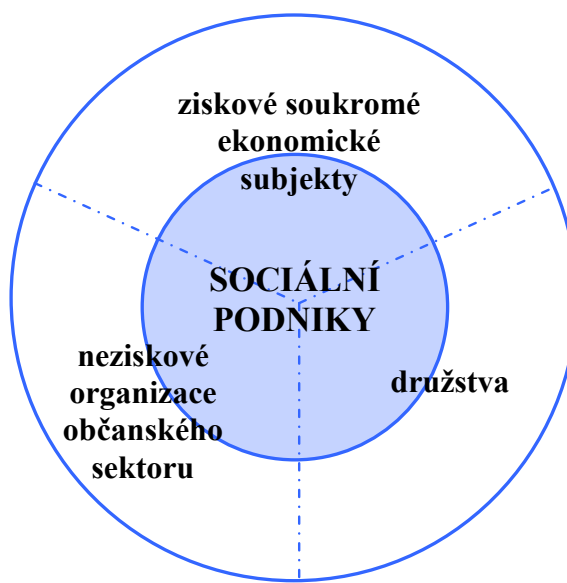 ziskové soukromé
ekonomické
subjekty
SOCIÁLNÍ
PODNIKY
neziskové
organizace
občanského
sektoru
družstva